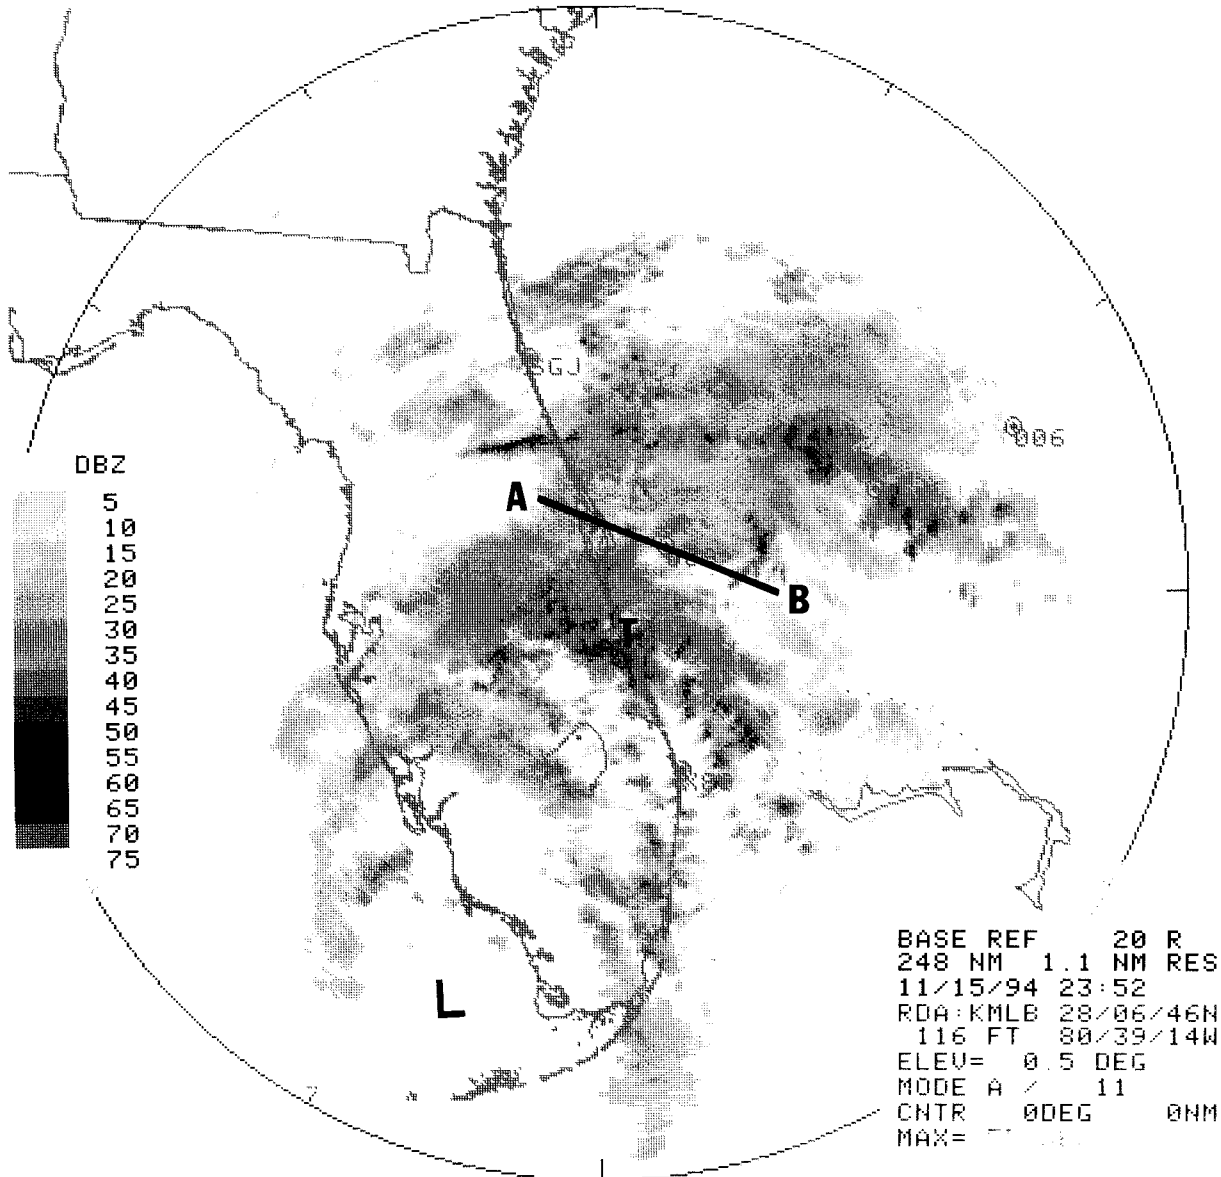 SGJ
006
A
B
T
L
DBZ
5
10
15
20
25
30
35
40
45
50
55
60
65
70
75
BASE REF 20 R
248 NM 1.1 NM RES
11/15/94 23:52
RDA:KMLB 28/06/46N
116 FT 80/39/14W
ELEV= 0.5 DEG
MODE A / 11
CNTR 0DEG 0NM
MAX=